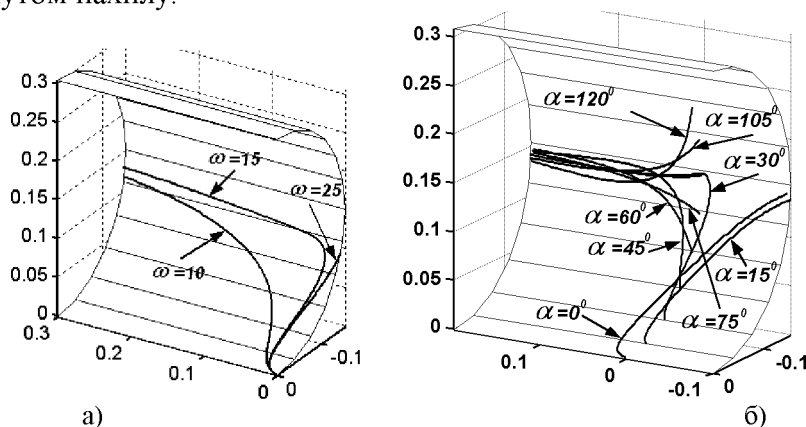 утом нахилу.
0.3
0.25
0.2
0.15
0.1
0.05
0
0.3
0.2
0.1
0
0
-0.1
ω=15
ω=25
ω=10
а)
0.3
0.25
0.2
0.15
0.1
0.05
0
0.1
0
-0.1
0
-0.1
α=120⁰
α=105⁰
α=30⁰
α=60⁰
α=45⁰
α=15⁰
α=0⁰
α=75⁰
б)